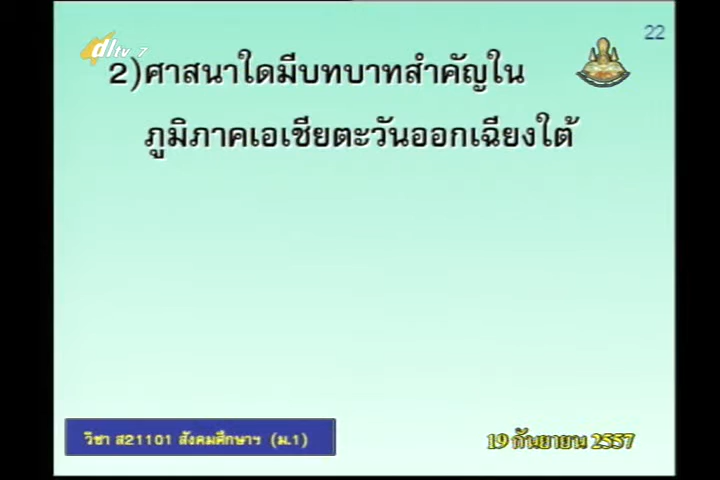 dltv 7
22
2)ศาสนาใดมีบทบาทสำคัญใน
ภูมิภาคเอเชียตะวันออกเฉียงใต้
วิชา ส21101 สังคมศึกษาฯ (ม.1)
19 กันยายน 2557